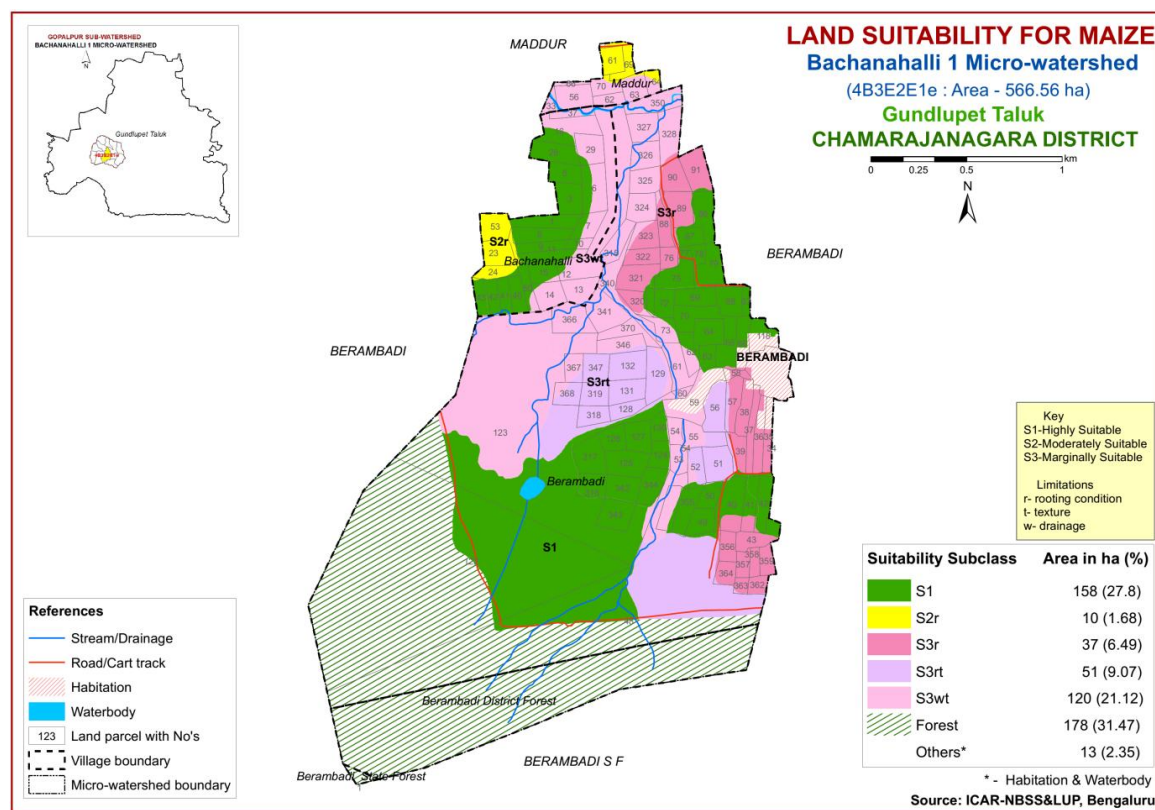 GOPALPUR SUB-WATERSHED
BACHANAHALLI 1 MICRO-WATERSHED
N
Gundlupet Taluk
LAND SUITABILITY FOR MAIZE
Bachanahalli 1 Micro-watershed
(4B3E2E1e : Area - 566.56 ha)
Gundlupet Taluk
CHAMARAJANAGARA DISTRICT
0 0.25 0.5 1 km
N
MADDUR
61
Maddur
70
56 62 63 350
37 327
328
29 326
325 90 91
6 324 S3r 89
88
53 7 323
S2r
23 322 76
Bachanahalli S3wt
24 12 321
14 13 320
BERAMBADI
341
366 370 73
346
BERAMBADI
BERAMBADI
367 347 132 129 61
S3rt
368 319 131 59 56 57
318 128 38
123 54 37
55 39
53 52 51
Berambadi
S1
43
356 358
357
364
363 362
Berambadi District Forest
BERAMBADI S F
Berambadi State Forest
Key
S1-Highly Suitable
S2-Moderately Suitable
S3-Marginally Suitable
Limitations
r- rooting condition
t- texture
w- drainage
Suitability Subclass Area in ha (%)
S1 158 (27.8)
S2r 10 (1.68)
S3r 37 (6.49)
S3rt 51 (9.07)
S3wt 120 (21.12)
Forest 178 (31.47)
Others* 13 (2.35)
* - Habitation & Waterbody
Source: ICAR-NBSS&LUP, Bengaluru
References
Stream/Drainage
Road/Cart track
Habitation
Waterbody
123 Land parcel with No's
Village boundary
Micro-watershed boundary